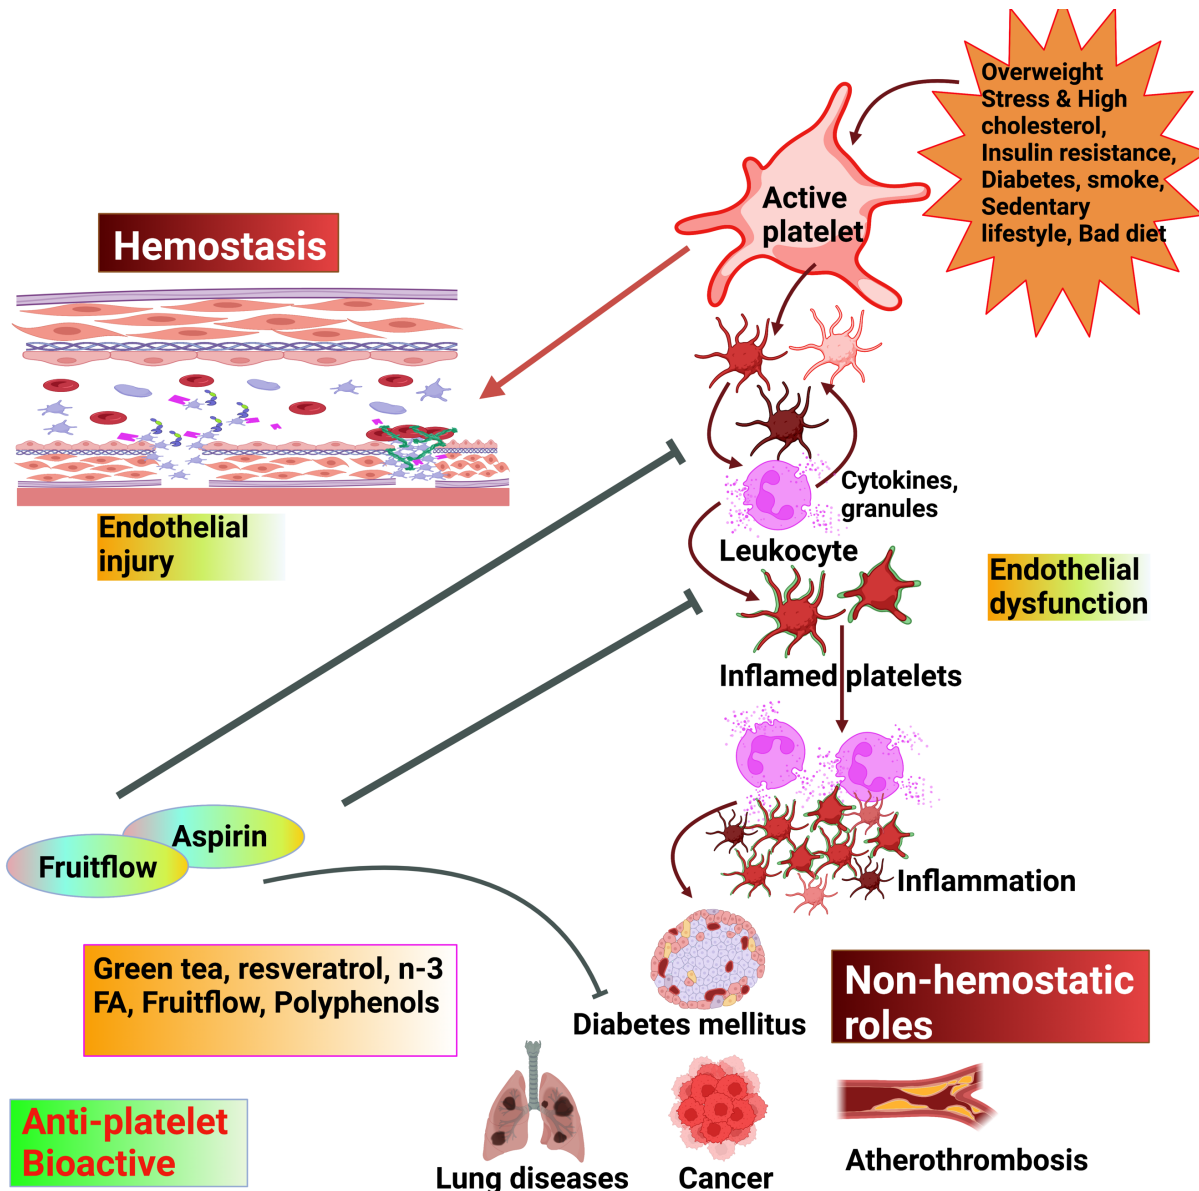 Overweight
Stress & High
cholesterol,
Insulin resistance,
Diabetes, smoke,
Sedentary
lifestyle, Bad diet
Active
platelet
Hemostasis
Endothelial
injury
Cytokines,
granules
Leukocyte
Endothelial
dysfunction
Inflamed platelets
Aspirin
Fruitflow
Inflammation
Green tea, resveratrol, n-3
FA, Fruitflow, Polyphenols
Non-hemostatic
roles
Diabetes mellitus
Anti-platelet
Bioactive
Lung diseases
Cancer
Atherothrombosis